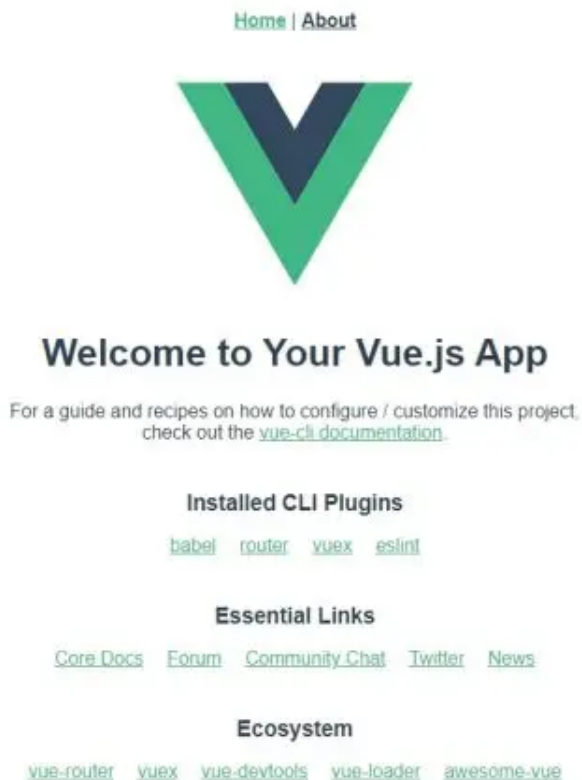 Home | About
Welcome to Your Vue.js App
For a guide and recipes on how to configure / customize this project,
check out the vue-cli documentation.
Installed CLI Plugins
babel router vuex eslint
Essential Links
Core Docs Forum Community Chat Twitter News
Ecosystem
vue-router vuex vue-devtools vue-loader awesome-vue